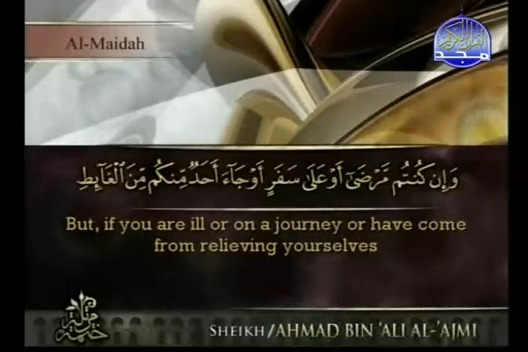 Al-Maidah
مجد
وَإِن كُنتُم مَّرْضَىٰٓ أَوْ عَلَىٰ سَفَرٍ أَوْ جَآءَ أَحَدٌ مِّنكُم مِّنَ ٱلْغَآئِطِ
But, if you are ill or on a journey or have come
from relieving yourselves
SHEIKH/AHMAD BIN 'ALI AL-'AJMI